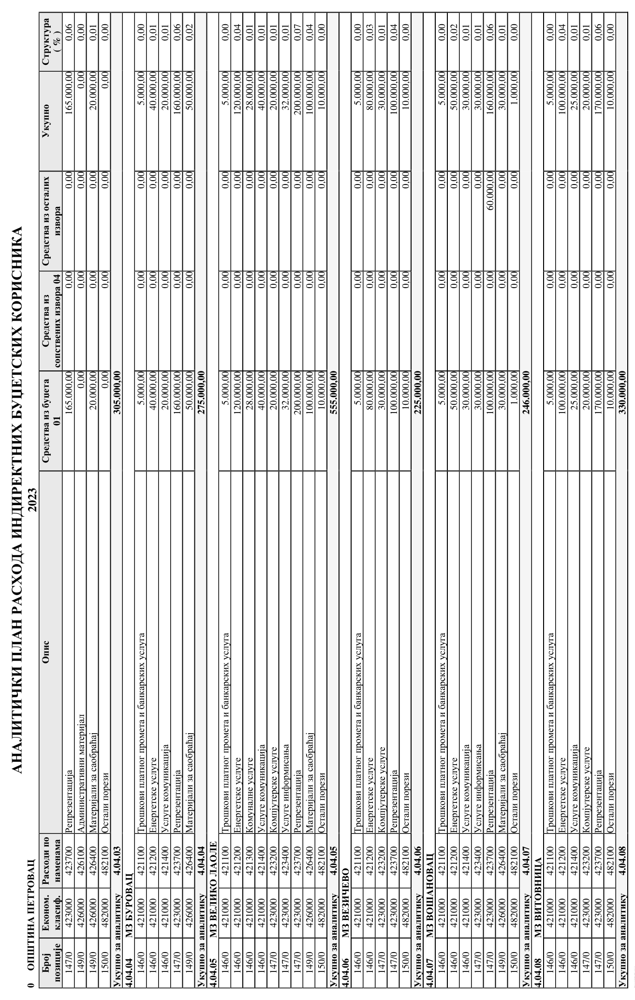 АНАЛИТИЧКИ ПЛАН РАСХОДА ИНДИРЕКТНИХ БУЏЕТСКИХ КОРИСНИКА
2023
0 ОПШТИНА ПЕТРОВАЦ
Број позиције Економ. класиф. Расходи по наменама Опис Средства из буџета 01 Средства из сопствених извора 04 Средства из осталих извора Укупно Структура ( % )
147/0 423000 423700 Репрезентација 165.000,00 0,00 0,00 165.000,00 0,06
149/0 426000 426100 Административни материјал 0,00 0,00 0,00 0,00 0,00
149/0 426000 426400 Материјали за саобраћај 20.000,00 0,00 0,00 20.000,00 0,01
150/0 482000 482100 Остали порези 0,00 0,00 0,00 0,00 0,00
Укупно за аналитику 4.04.03 305.000,00
4.04.04 МЗ БУРОВАЦ
146/0 421000 421100 Трошкови платног промета и банкарских услуга 5.000,00 0,00 0,00 5.000,00 0,00
146/0 421000 421200 Енергетске услуге 40.000,00 0,00 0,00 40.000,00 0,01
146/0 421000 421400 Услуге комуникација 20.000,00 0,00 0,00 20.000,00 0,01
147/0 423000 423700 Репрезентација 160.000,00 0,00 0,00 160.000,00 0,06
149/0 426000 426400 Материјали за саобраћај 50.000,00 0,00 0,00 50.000,00 0,02
Укупно за аналитику 4.04.04 275.000,00
4.04.05 МЗ ВЕЛИКО ЛАОЛЕ
146/0 421000 421100 Трошкови платног промета и банкарских услуга 5.000,00 0,00 0,00 5.000,00 0,00
146/0 421000 421200 Енергетске услуге 120.000,00 0,00 0,00 120.000,00 0,04
146/0 421000 421300 Комуналне услуге 28.000,00 0,00 0,00 28.000,00 0,01
146/0 421000 421400 Услуге комуникација 40.000,00 0,00 0,00 40.000,00 0,01
147/0 423000 423200 Компјутерске услуге 20.000,00 0,00 0,00 20.000,00 0,01
147/0 423000 423400 Услуге информисања 32.000,00 0,00 0,00 32.000,00 0,01
147/0 423000 423700 Репрезентација 200.000,00 0,00 0,00 200.000,00 0,07
149/0 426000 426400 Материјали за саобраћај 100.000,00 0,00 0,00 100.000,00 0,04
150/0 482000 482100 Остали порези 10.000,00 0,00 0,00 10.000,00 0,00
Укупно за аналитику 4.04.05 555.000,00
4.04.06 МЗ ВЕЗИЧЕВО
146/0 421000 421100 Трошкови платног промета и банкарских услуга 5.000,00 0,00 0,00 5.000,00 0,00
146/0 421000 421200 Енергетске услуге 80.000,00 0,00 0,00 80.000,00 0,03
147/0 423000 423200 Компјутерске услуге 30.000,00 0,00 0,00 30.000,00 0,01
147/0 423000 423700 Репрезентација 100.000,00 0,00 0,00 100.000,00 0,04
150/0 482000 482100 Остали порези 10.000,00 0,00 0,00 10.000,00 0,00
Укупно за аналитику 4.04.06 225.000,00
4.04.07 МЗ ВОШАНОВАЦ
146/0 421000 421100 Трошкови платног промета и банкарских услуга 5.000,00 0,00 0,00 5.000,00 0,00
146/0 421000 421200 Енергетске услуге 50.000,00 0,00 0,00 50.000,00 0,02
146/0 421000 421400 Услуге комуникација 30.000,00 0,00 0,00 30.000,00 0,01
147/0 423000 423400 Услуге информисања 30.000,00 0,00 0,00 30.000,00 0,01
147/0 423000 423700 Репрезентација 100.000,00 0,00 60.000,00 160.000,00 0,06
149/0 426000 426400 Материјали за саобраћај 30.000,00 0,00 0,00 30.000,00 0,01
150/0 482000 482100 Остали порези 1.000,00 0,00 0,00 1.000,00 0,00
Укупно за аналитику 4.04.07 246.000,00
4.04.08 МЗ ВИТОВНИЦА
146/0 421000 421100 Трошкови платног промета и банкарских услуга 5.000,00 0,00 0,00 5.000,00 0,00
146/0 421000 421200 Енергетске услуге 100.000,00 0,00 0,00 100.000,00 0,04
146/0 421000 421400 Услуге комуникација 25.000,00 0,00 0,00 25.000,00 0,01
147/0 423000 423200 Компјутерске услуге 20.000,00 0,00 0,00 20.000,00 0,01
147/0 423000 423700 Репрезентација 170.000,00 0,00 0,00 170.000,00 0,06
150/0 482000 482100 Остали порези 10.000,00 0,00 0,00 10.000,00 0,00
Укупно за аналитику 4.04.08 330.000,00